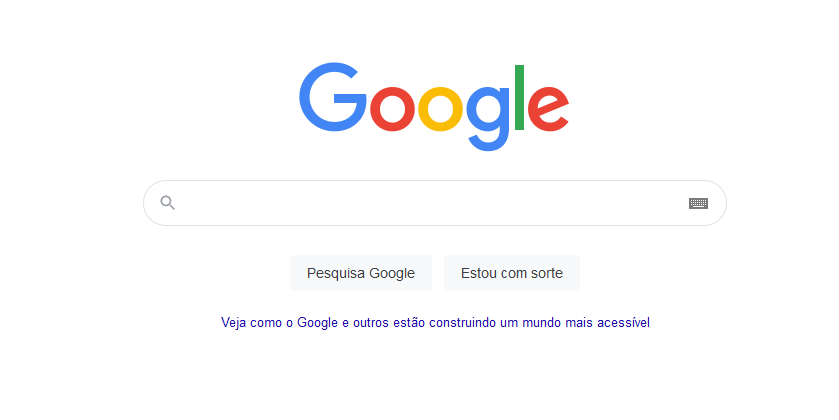 Google
Pesquisa Google
Estou com sorte
Veja como o Google e outros estão construindo um mundo mais acessível